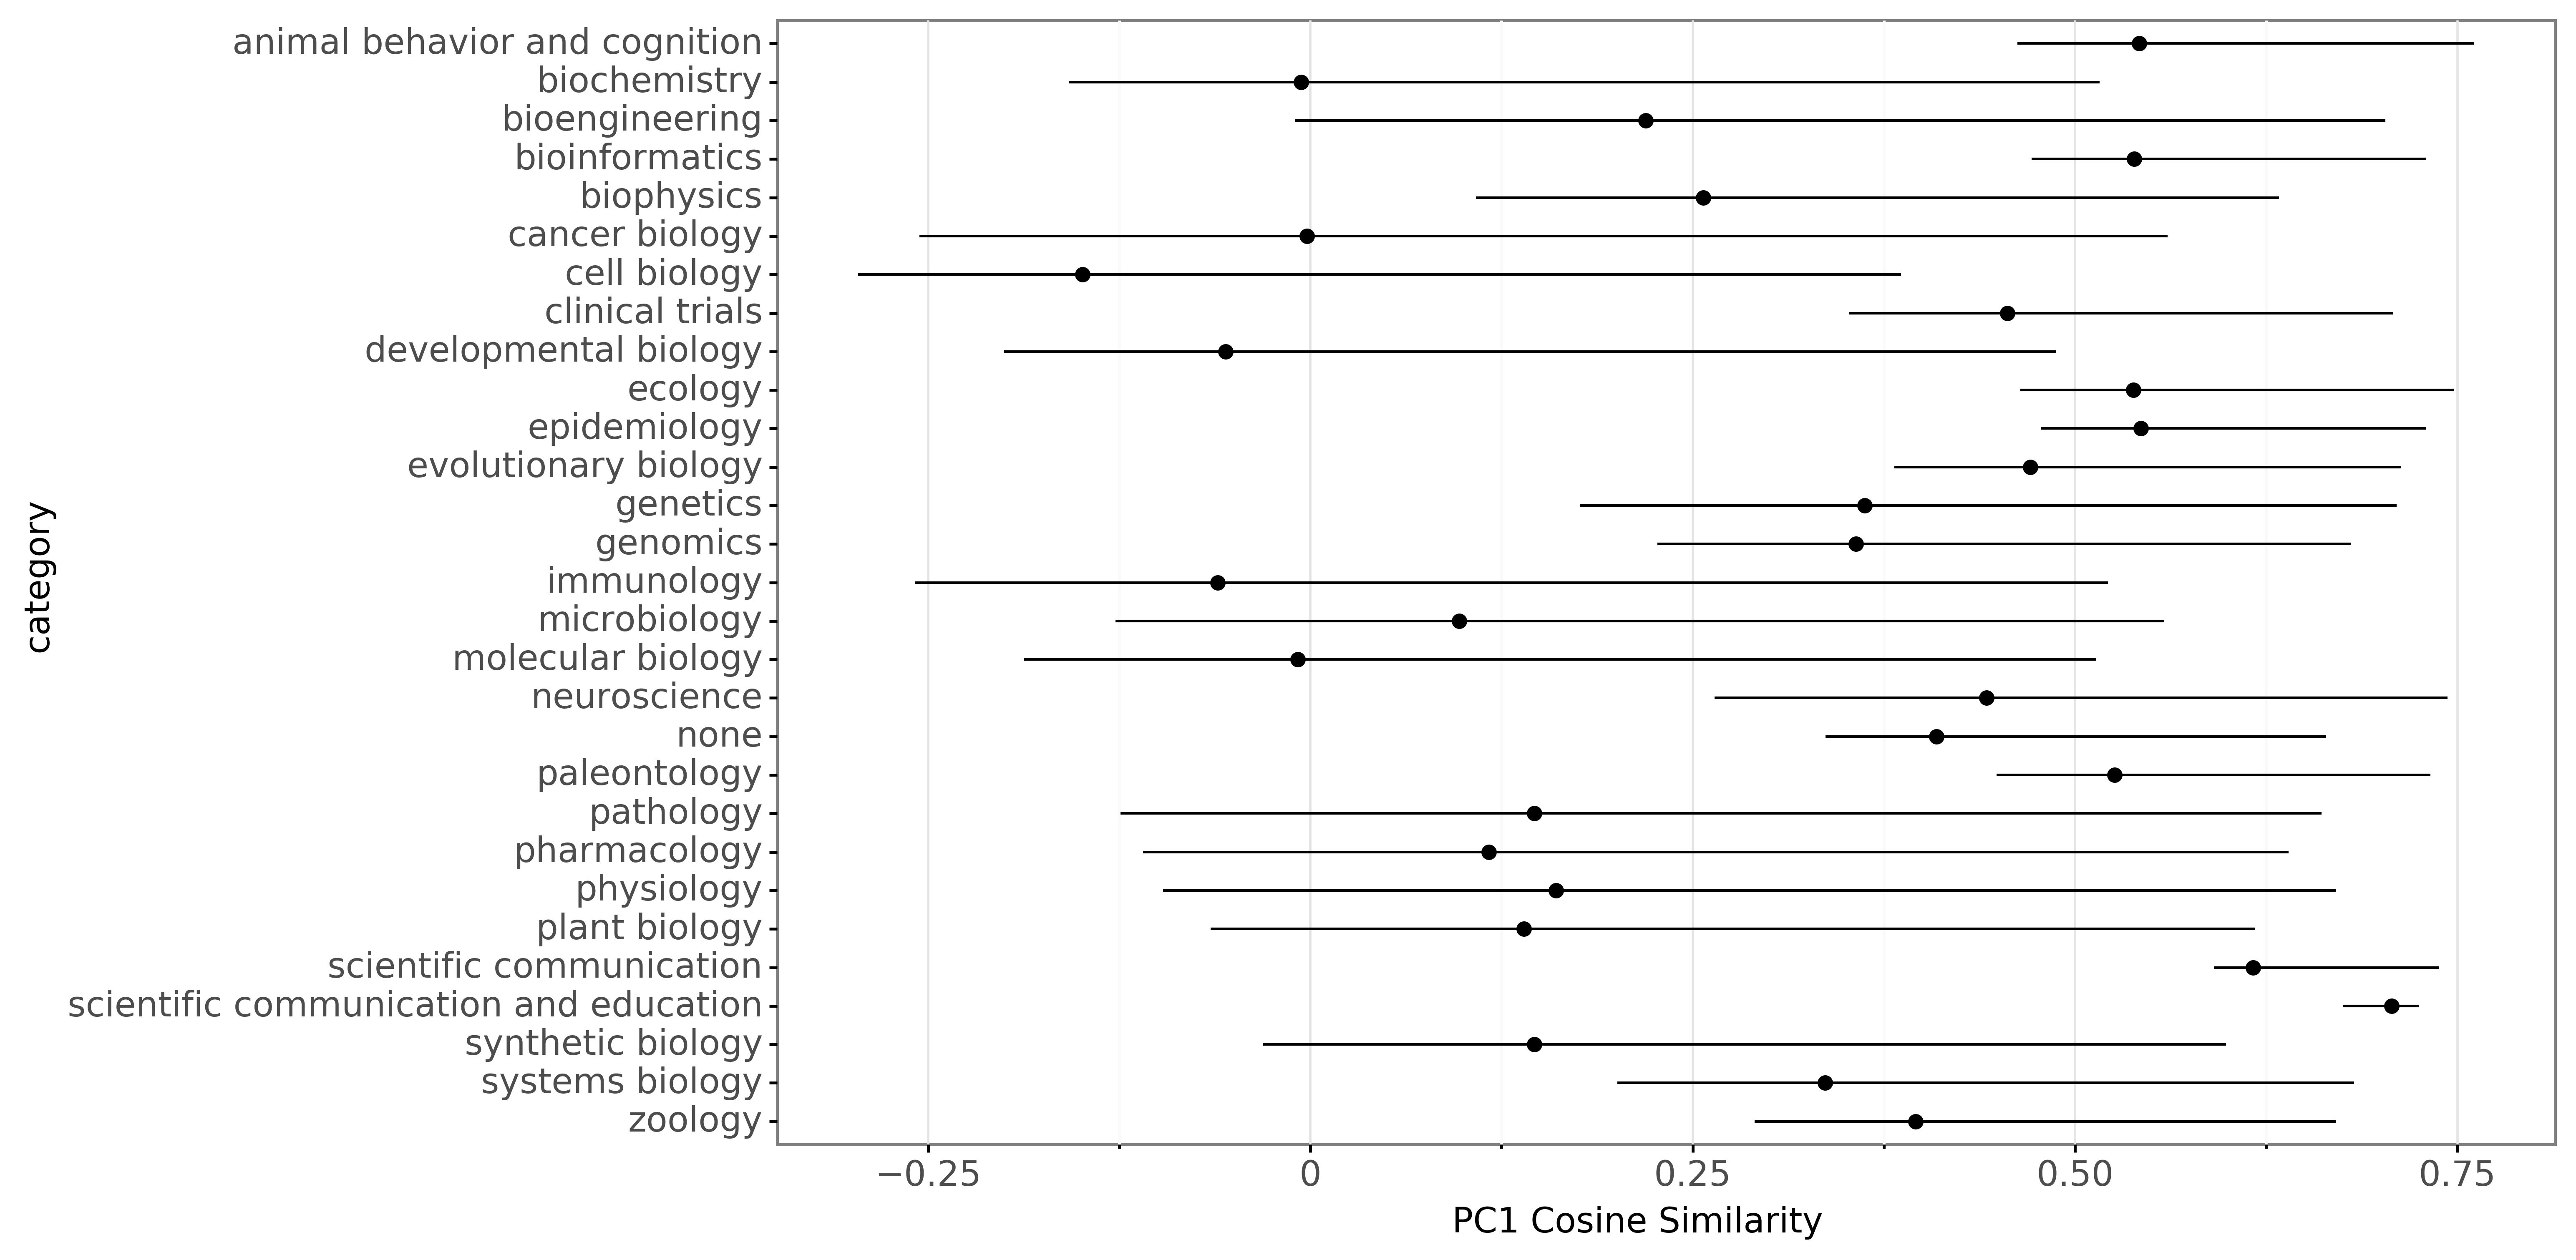 animal behavior and cognition
biochemistry
bioengineering
bioinformatics
biophysics
cancer biology
cell biology
clinical trials
developmental biology
ecology
epidemiology
evolutionary biology
genetics
genomics
immunology
microbiology
molecular biology
neuroscience
none
paleontology
pathology
pharmacology
physiology
plant biology
scientific communication
scientific communication and education
synthetic biology
systems biology
zoology
category
−0.25 0 0.25 0.50 0.75
PC1 Cosine Similarity